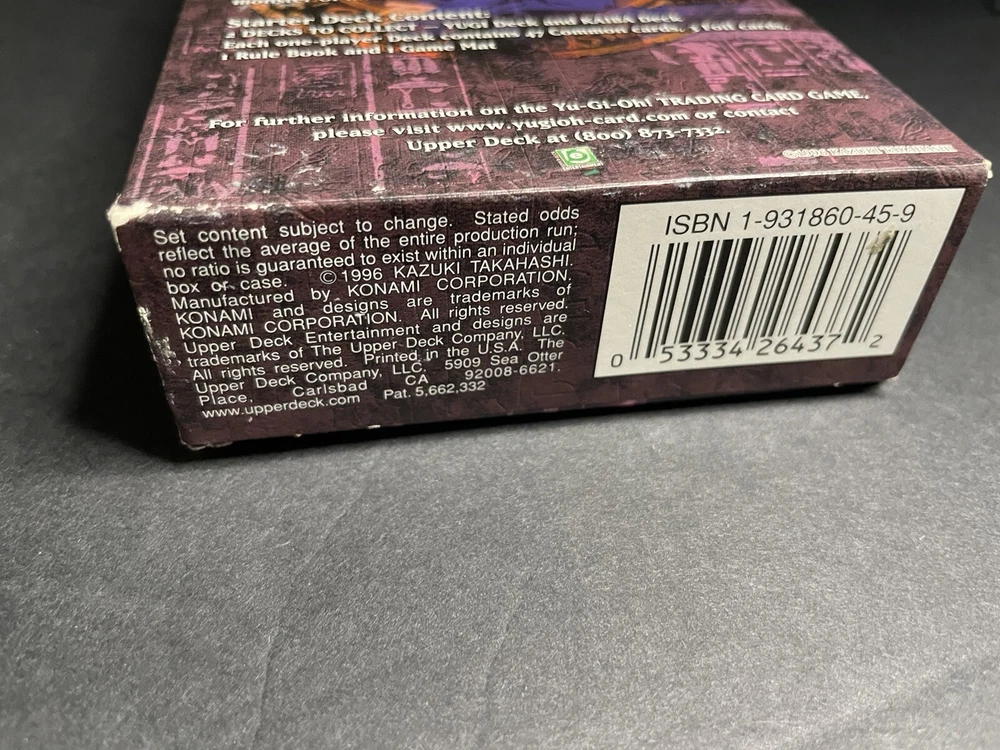 Starter Deck Content:
2 DECKS TO COLLECT – YUGI Deck and KAIBA Deck
Each one-player Deck Contains 47 Common cards, 3 Foil cards,
1 Rule Book and 1 Game Mat
For further information on the Yu-Gi-Oh! TRADING CARD GAME,
please visit www.yugioh-card.com or contact
Upper Deck at (800) 873-7332.
©1996 KAZUKI TAKAHASHI
Set content subject to change. Stated odds
reflect the average of the entire production run;
no ratio is guaranteed to exist within an individual
box or case. ©1996 KAZUKI TAKAHASHI.
Manufactured by KONAMI CORPORATION.
KONAMI and designs are trademarks of
KONAMI CORPORATION. All rights reserved.
Upper Deck Entertainment and designs are
trademarks of The Upper Deck Company, LLC.
All rights reserved. Printed in the U.S.A. The
Upper Deck Company, LLC. 5909 Sea Otter
Place, Carlsbad CA 92008-6621.
www.upperdeck.com Pat. 5,662,332
ISBN 1-931860-45-9
0 53334 26437 2